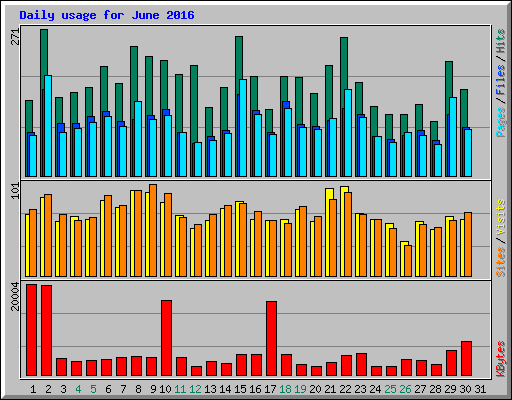 Daily usage for June 2016
271
Pages / Files / Hits
101
Sites / Visits
20004
KBytes
1 2 3 4 5 6 7 8 9 10 11 12 13 14 15 16 17 18 19 20 21 22 23 24 25 26 27 28 29 30 31